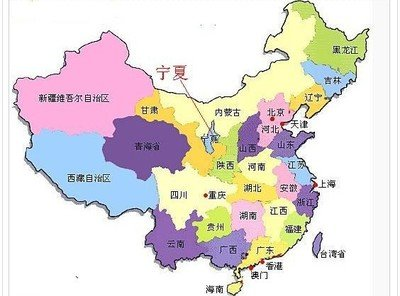 黑龙江
吉林
辽宁
宁夏
新疆维吾尔自治区
甘肃
内蒙古
北京
天津
河北
宁夏
山西
山东
青海省
陕西
河南
江苏
西藏自治区
四川
重庆
湖北
安徽
上海
浙江
湖南
江西
云南
贵州
福建
广西
广东
台湾省
香港
澳门
海南